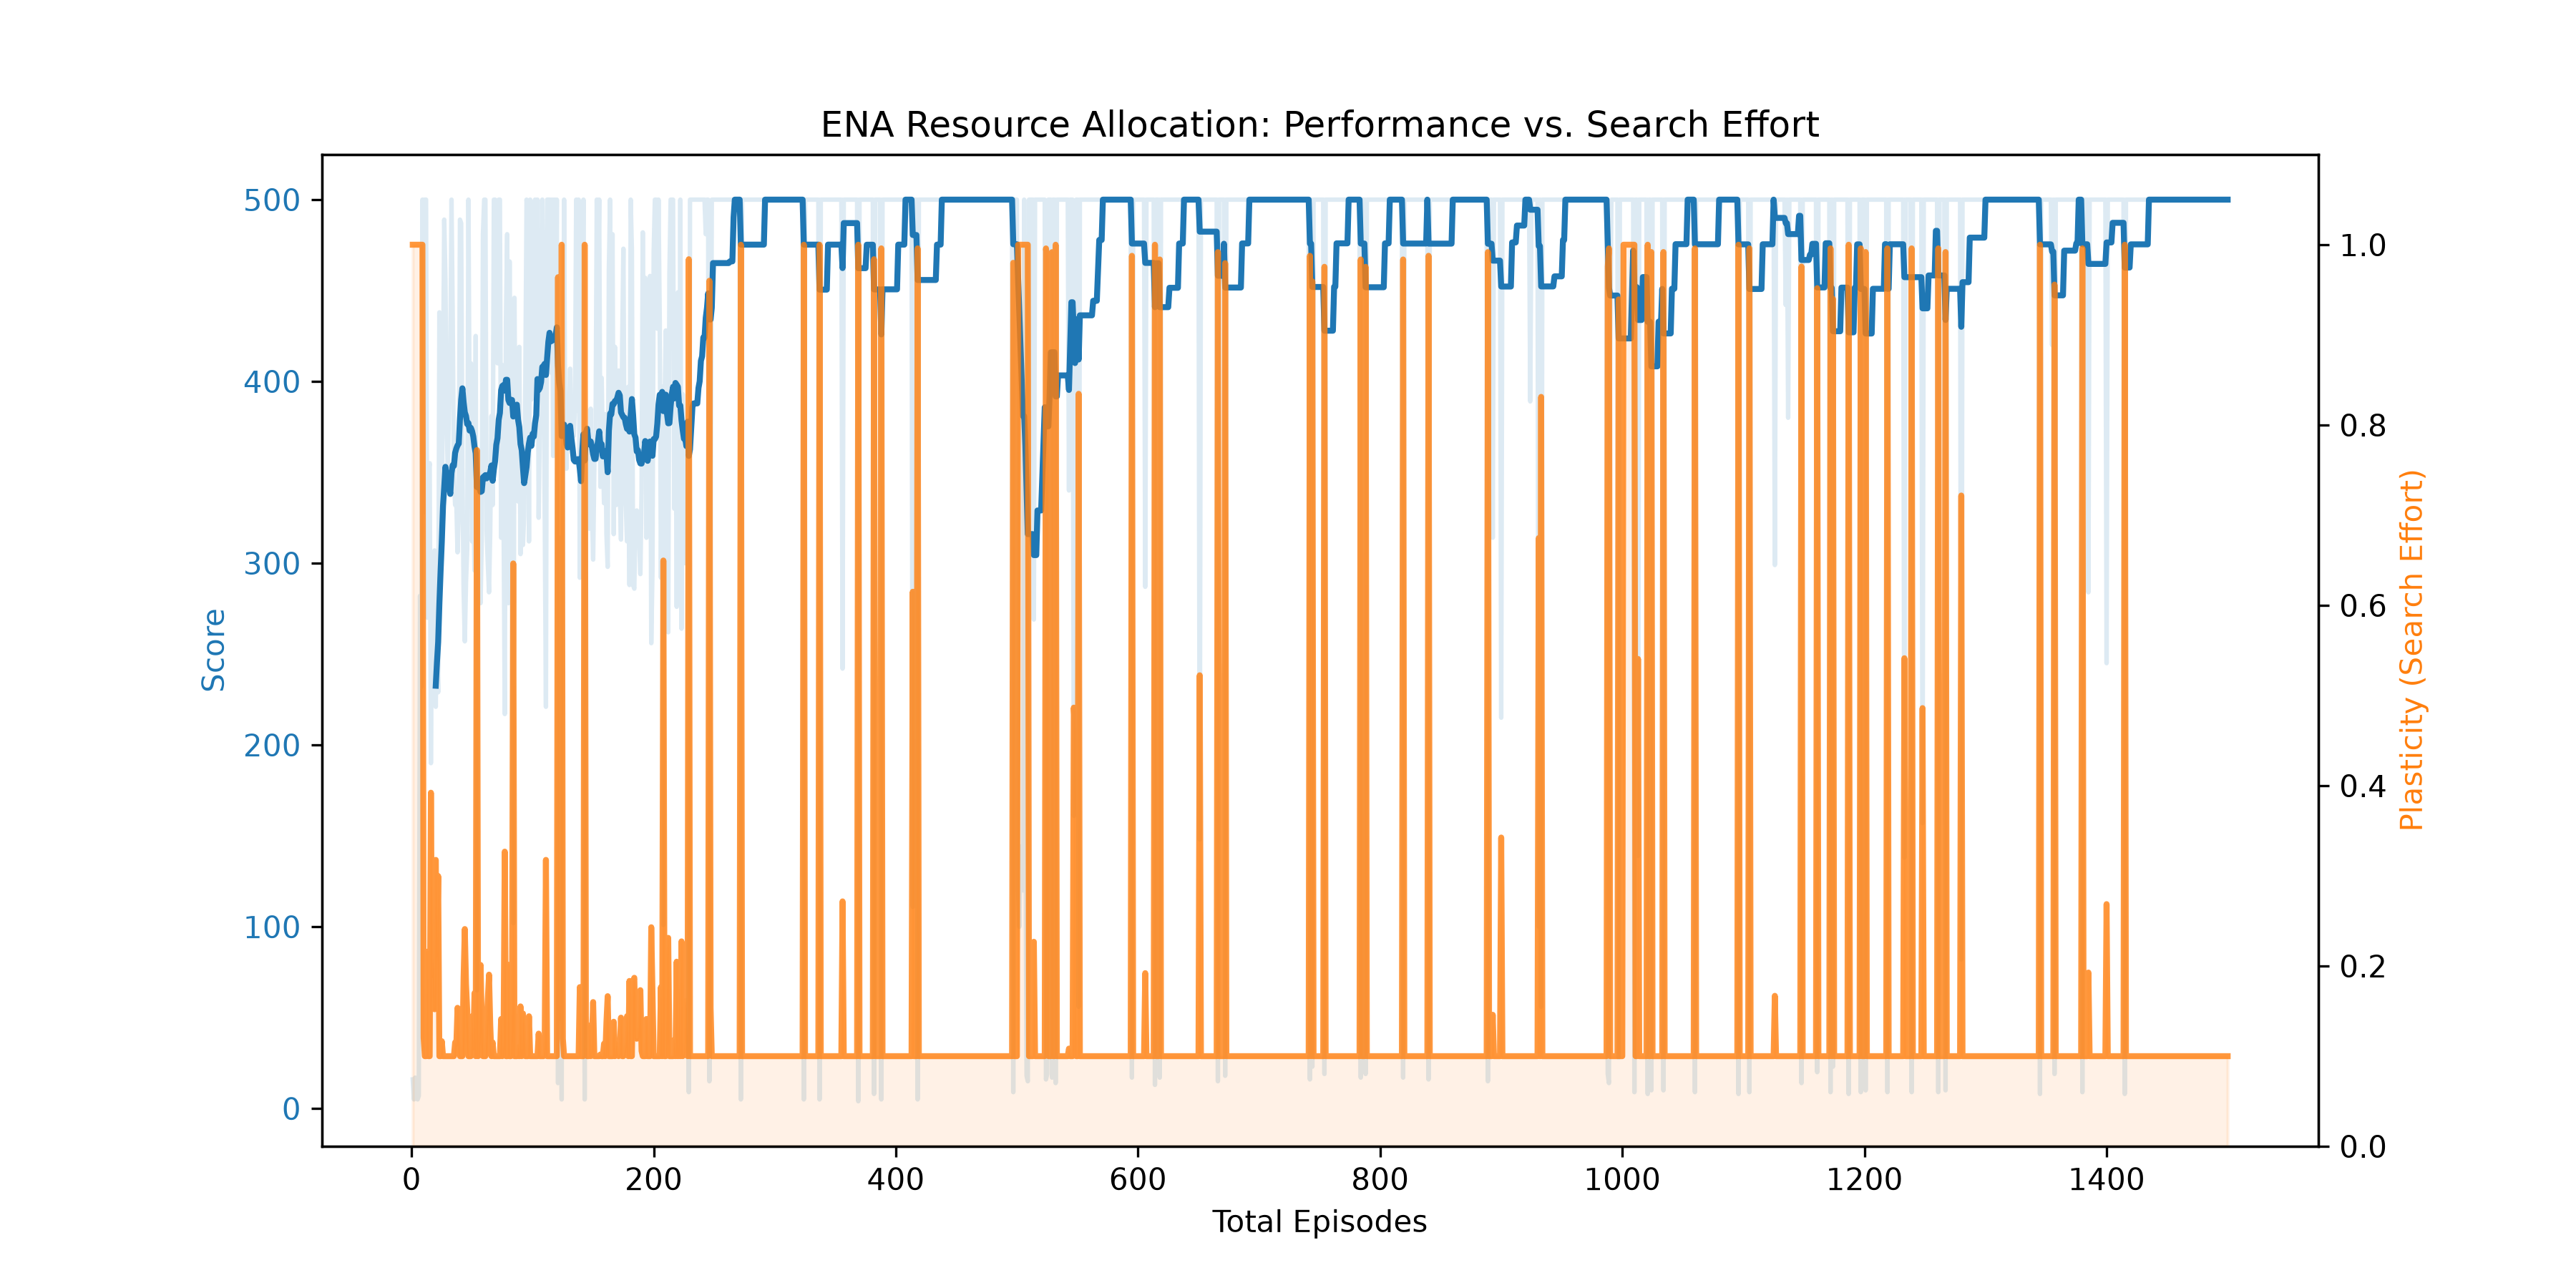 ENA Resource Allocation: Performance vs. Search Effort
500
400
300
200
100
0
Score
1.0
0.8
0.6
0.4
0.2
0.0
Plasticity (Search Effort)
0 200 400 600 800 1000 1200 1400
Total Episodes